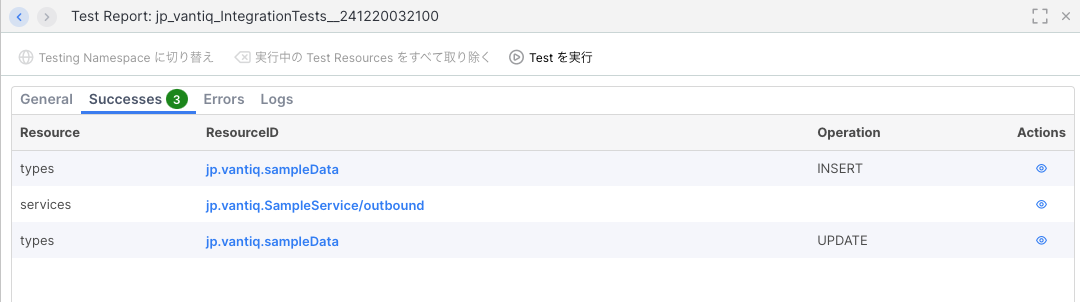 Test Report: jp_vantiq_IntegrationTests__241220032100
Testing Namespace に切り替え 実行中の Test Resources をすべて取り除く Test を実行
General Successes 3 Errors Logs
Resource ResourceID Operation Actions
types jp.vantiq.sampleData INSERT
services jp.vantiq.SampleService/outbound
types jp.vantiq.sampleData UPDATE